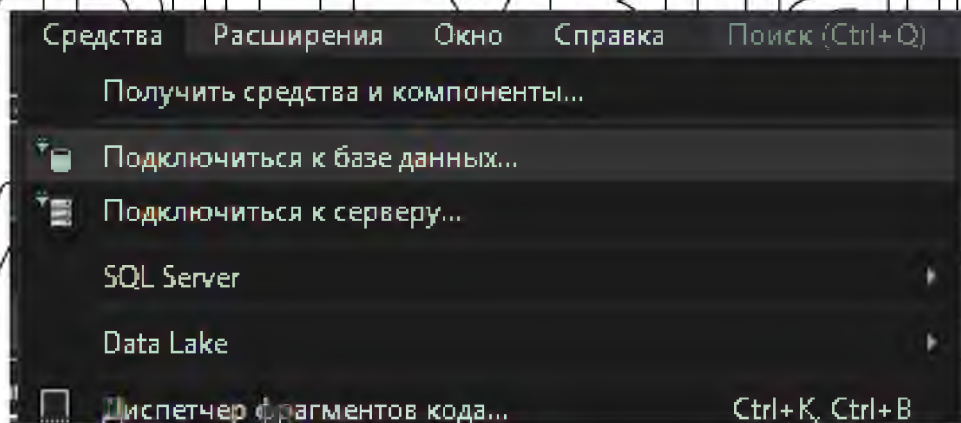 Средства Расширения Окно Справка Поиск (Ctrl+Q)
Получить средства и компоненты...
Подключиться к базе данных...
Подключиться к серверу...
SQL Server
Data Lake
Диспетчер фрагментов кода... Ctrl+K, Ctrl+B